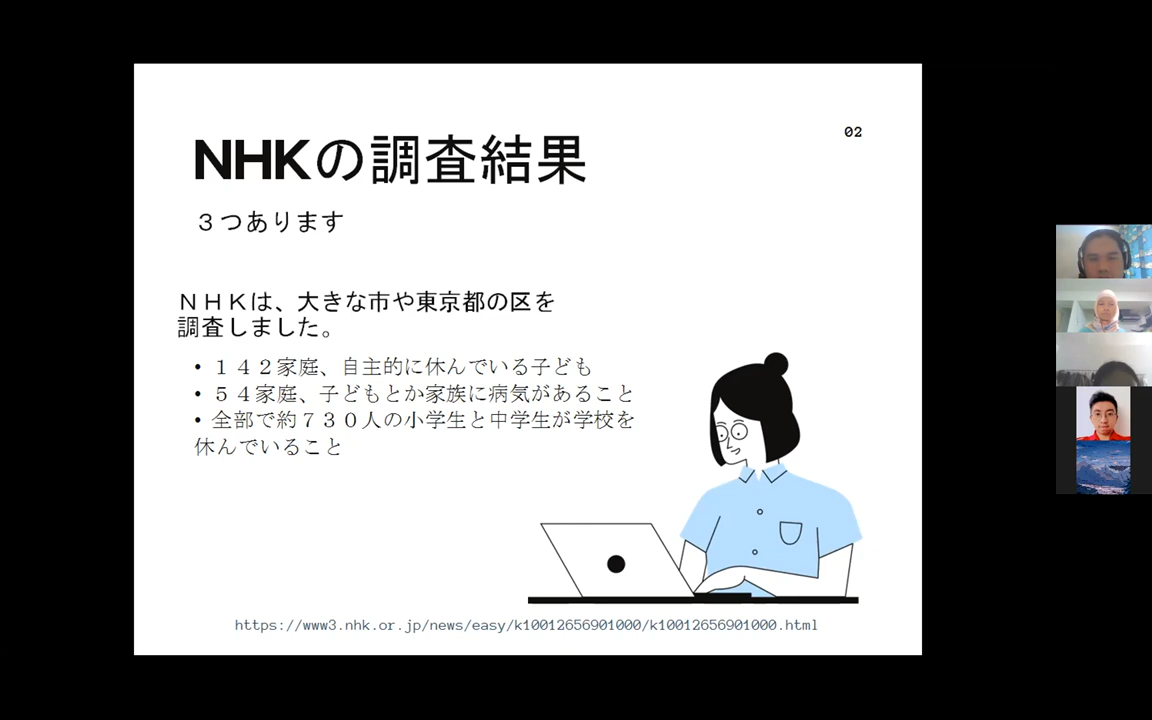 02
NHKの調査結果
３つあります
ＮＨＫは、大きな市や東京都の区を
調査しました。
• １４２家庭、自主的に休んでいる子ども
• ５４家庭、子どもとか家族に病気があること
• 全部で約７３０人の小学生と中学生が学校を
休んでいること
https://www3.nhk.or.jp/news/easy/k10012656901000/k10012656901000.html